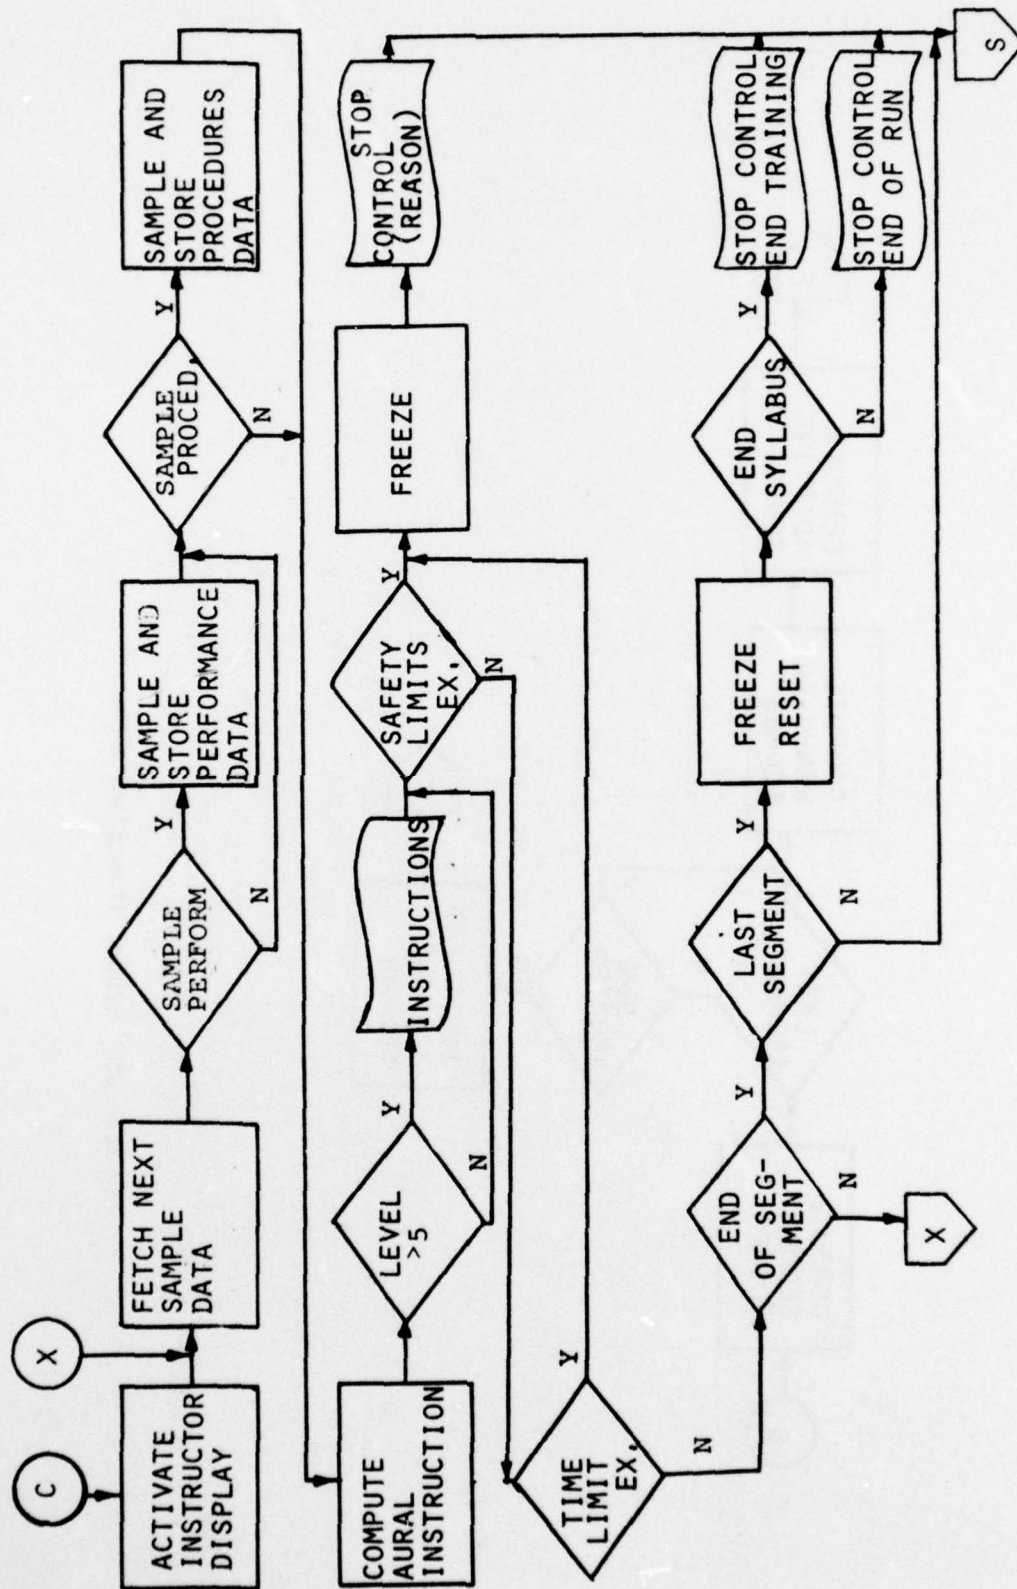 C
X
ACTIVATE
INSTRUCTOR
DISPLAY
FETCH NEXT
SAMPLE
DATA
SAMPLE
PERFORM
Y
N
SAMPLE AND
STORE
PERFORMANCE
DATA
SAMPLE
PROCED.
Y
N
SAMPLE AND
STORE
PROCEDURES
DATA
COMPUTE
AURAL
INSTRUCTION
LEVEL
>5
Y
N
INSTRUCTIONS
SAFETY
LIMITS
EX.
Y
N
FREEZE
STOP
CONTROL
(REASON)
TIME
LIMIT
EX.
Y
N
END
OF SEG-
MENT
Y
N
X
LAST
SEGMENT
Y
N
FREEZE
RESET
END
SYLLABUS
Y
N
STOP CONTROL
END TRAINING
STOP CONTROL
END OF RUN
S